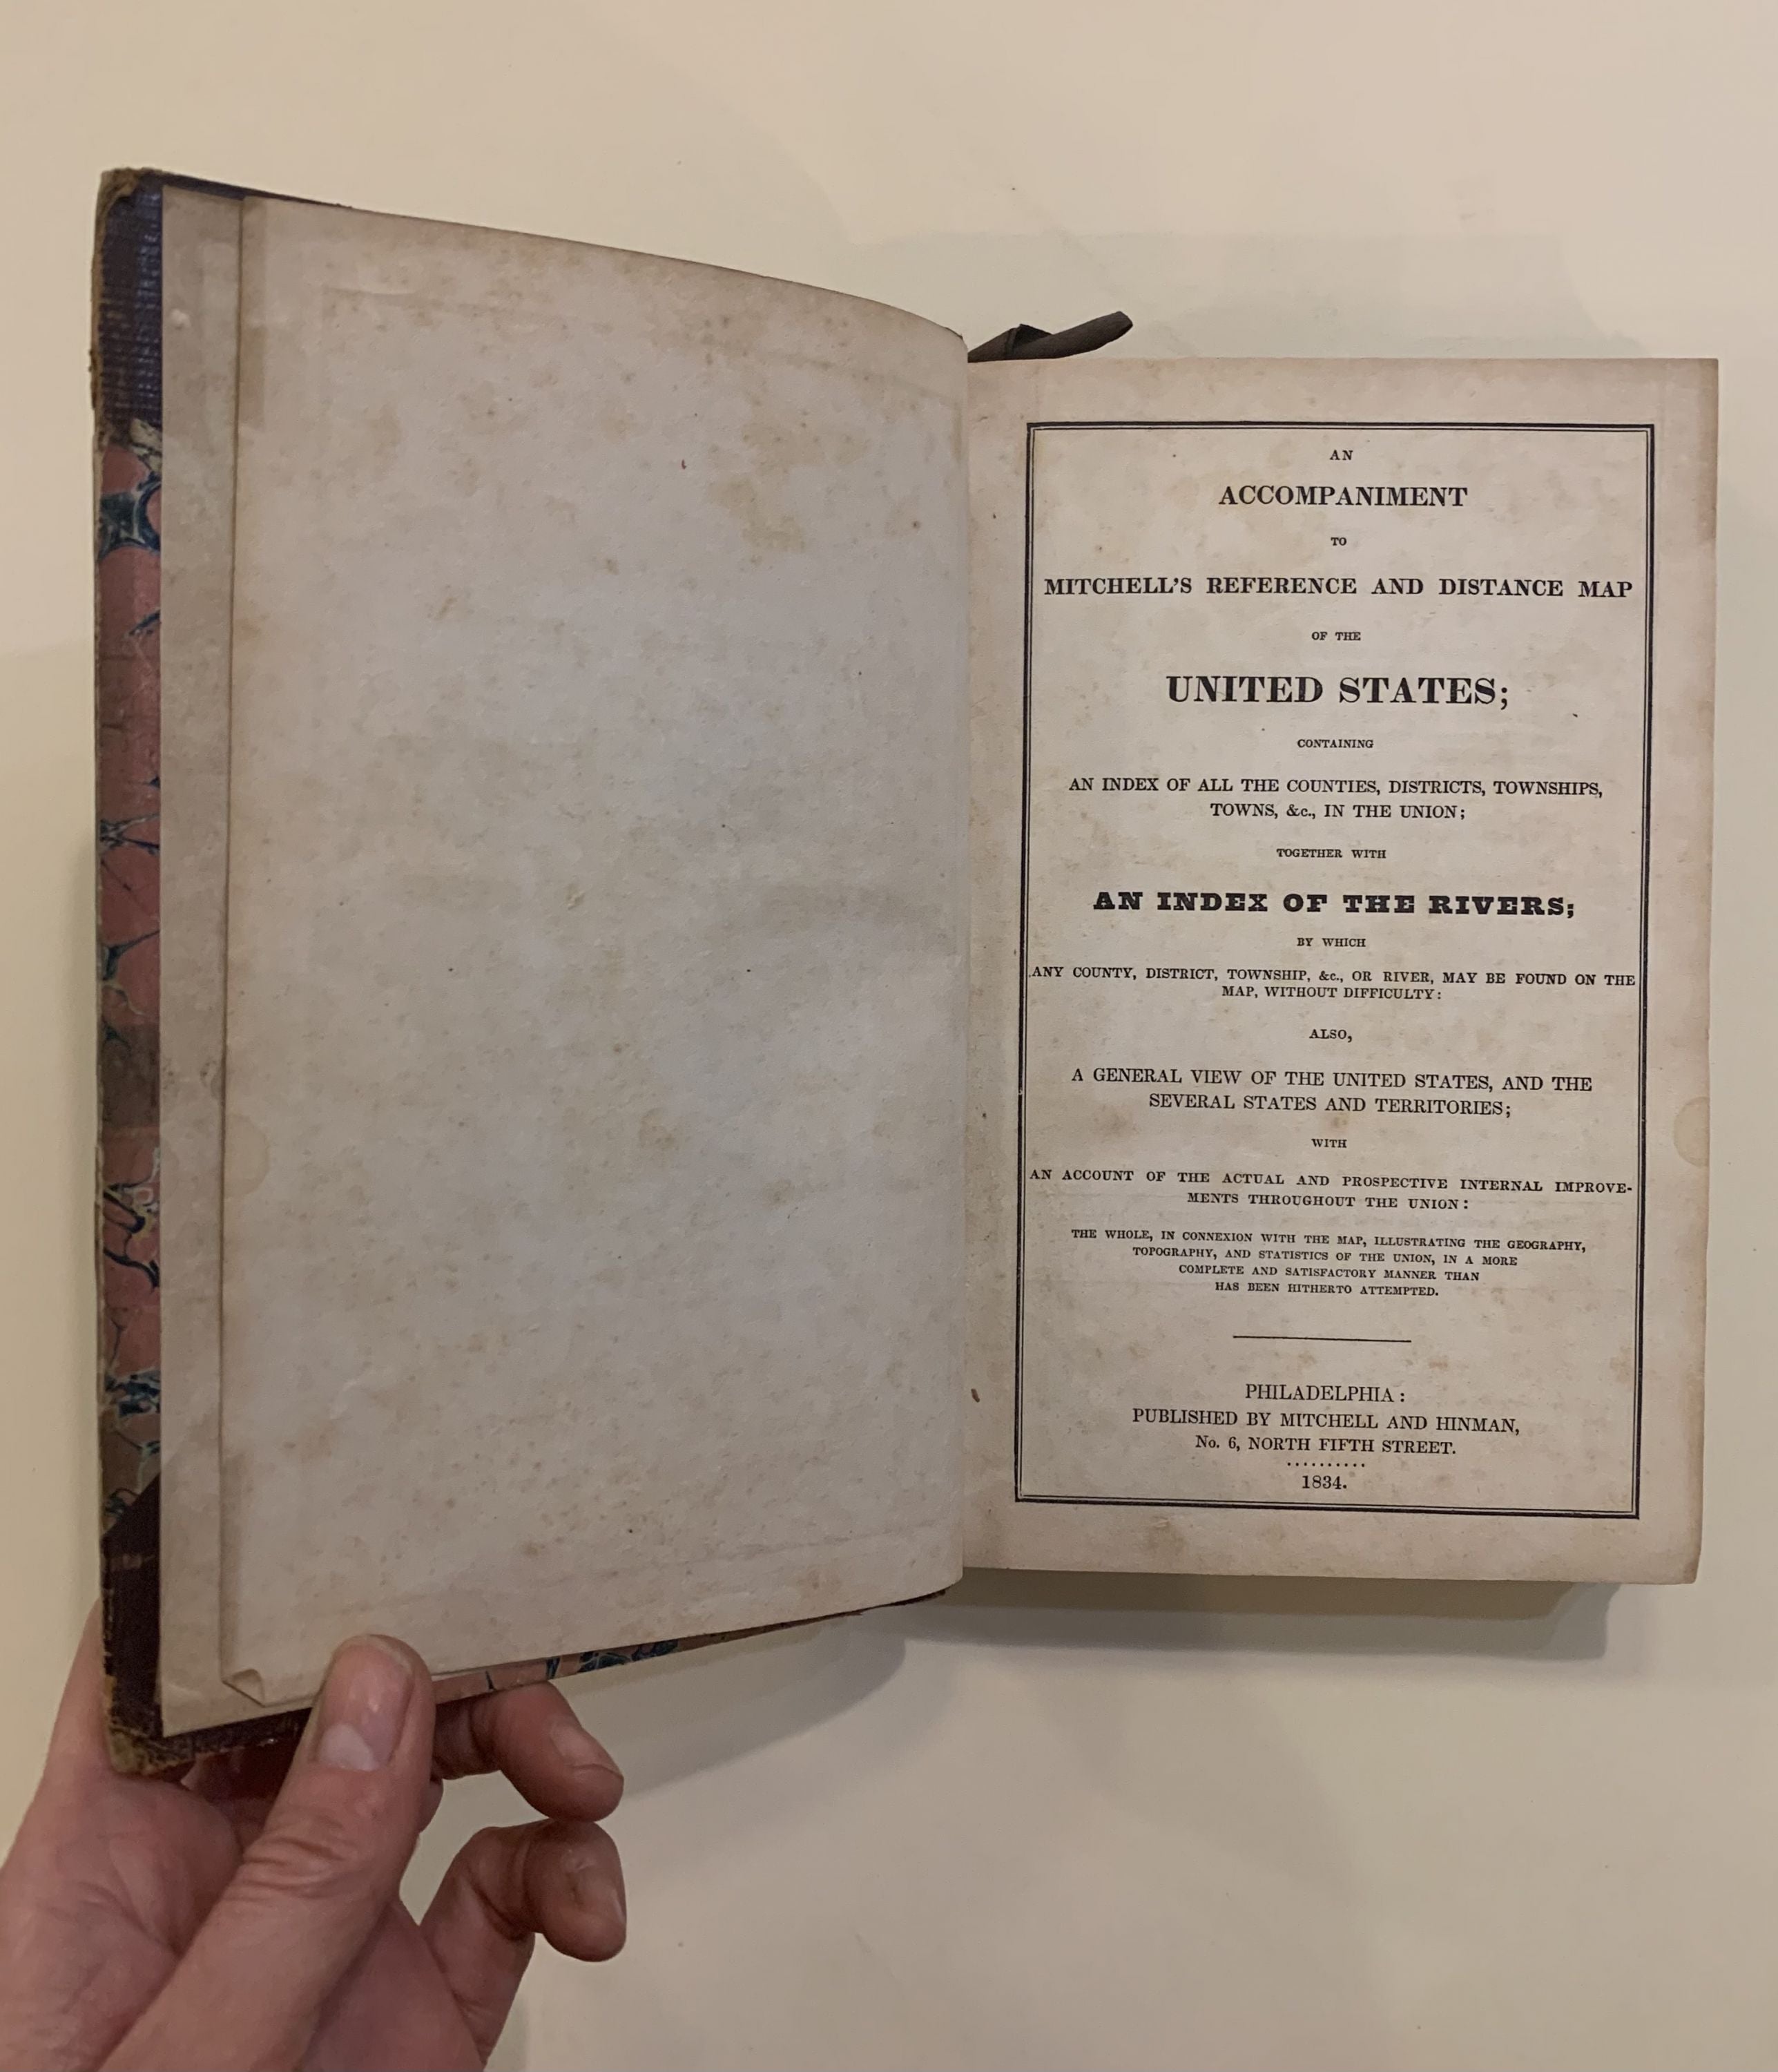 AN
ACCOMPANIMENT
TO
MITCHELL'S REFERENCE AND DISTANCE MAP
OF THE
UNITED STATES;
CONTAINING
AN INDEX OF ALL THE COUNTIES, DISTRICTS, TOWNSHIPS,
TOWNS, &c., IN THE UNION;
TOGETHER WITH
AN INDEX OF THE RIVERS;
BY WHICH
ANY COUNTY, DISTRICT, TOWNSHIP, &c., OR RIVER, MAY BE FOUND ON THE
MAP, WITHOUT DIFFICULTY:
ALSO,
A GENERAL VIEW OF THE UNITED STATES, AND THE
SEVERAL STATES AND TERRITORIES;
WITH
AN ACCOUNT OF THE ACTUAL AND PROSPECTIVE INTERNAL IMPROVE-
MENTS THROUGHOUT THE UNION:
THE WHOLE, IN CONNEXION WITH THE MAP, ILLUSTRATING THE GEOGRAPHY,
TOPOGRAPHY, AND STATISTICS OF THE UNION, IN A MORE
COMPLETE AND SATISFACTORY MANNER THAN
HAS BEEN HITHERTO ATTEMPTED.
PHILADELPHIA:
PUBLISHED BY MITCHELL AND HINMAN,
No. 6, NORTH FIFTH STREET.
..........
1834.